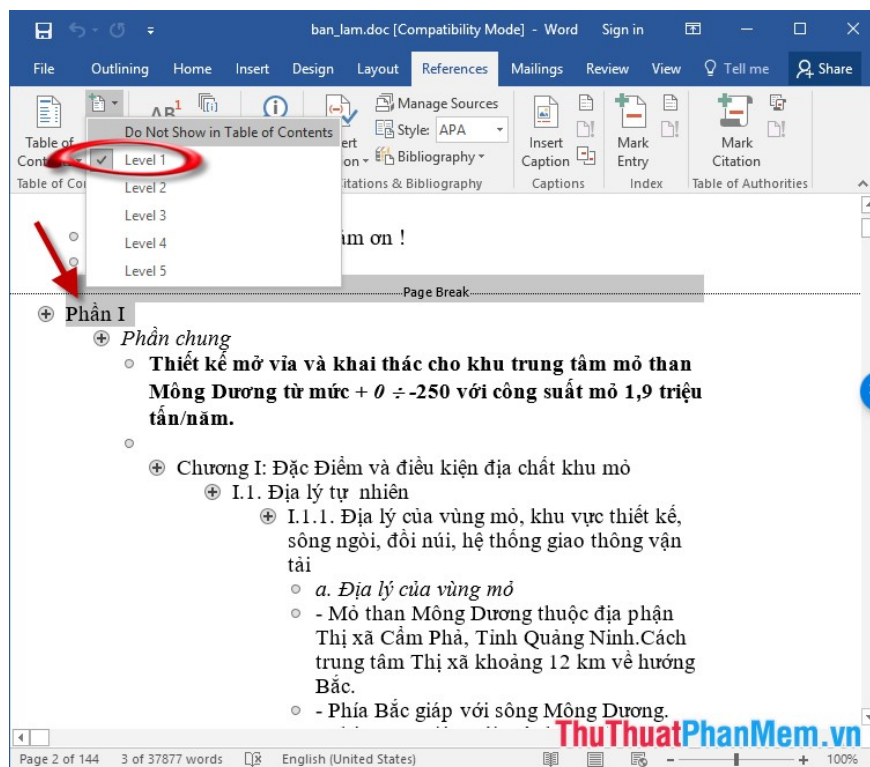 ban_lam.doc [Compatibility Mode] - Word Sign in
File Outlining Home Insert Design Layout References Mailings Review View Tell me Share
Manage Sources
Style: APA
Bibliography
Table of
Insert
Caption
Mark
Entry
Mark
Citation
Citations & Bibliography Captions Index Table of Authorities
Do Not Show in Table of Contents
Level 1
Level 2
Level 3
Level 4
Level 5
ơn !
Page Break
Phần I
Phần chung
Thiết kế mở vỉa và khai thác cho khu trung tâm mỏ than
Mông Dương từ mức + 0 ÷ -250 với công suất mỏ 1,9 triệu
tấn/năm.
Chương I: Đặc Điểm và điều kiện địa chất khu mỏ
I.1. Địa lý tự nhiên
I.1.1. Địa lý của vùng mỏ, khu vực thiết kế,
sông ngòi, đồi núi, hệ thống giao thông vận
tải
a. Địa lý của vùng mỏ
- Mỏ than Mông Dương thuộc địa phận
Thị xã Cẩm Phả, Tỉnh Quảng Ninh.Cách
trung tâm Thị xã khoảng 12 km về hướng
Bắc.
- Phía Bắc giáp với sông Mông Dương.
ThuThuatPhanMem.vn
Page 2 of 144 3 of 37877 words English (United States) 100%